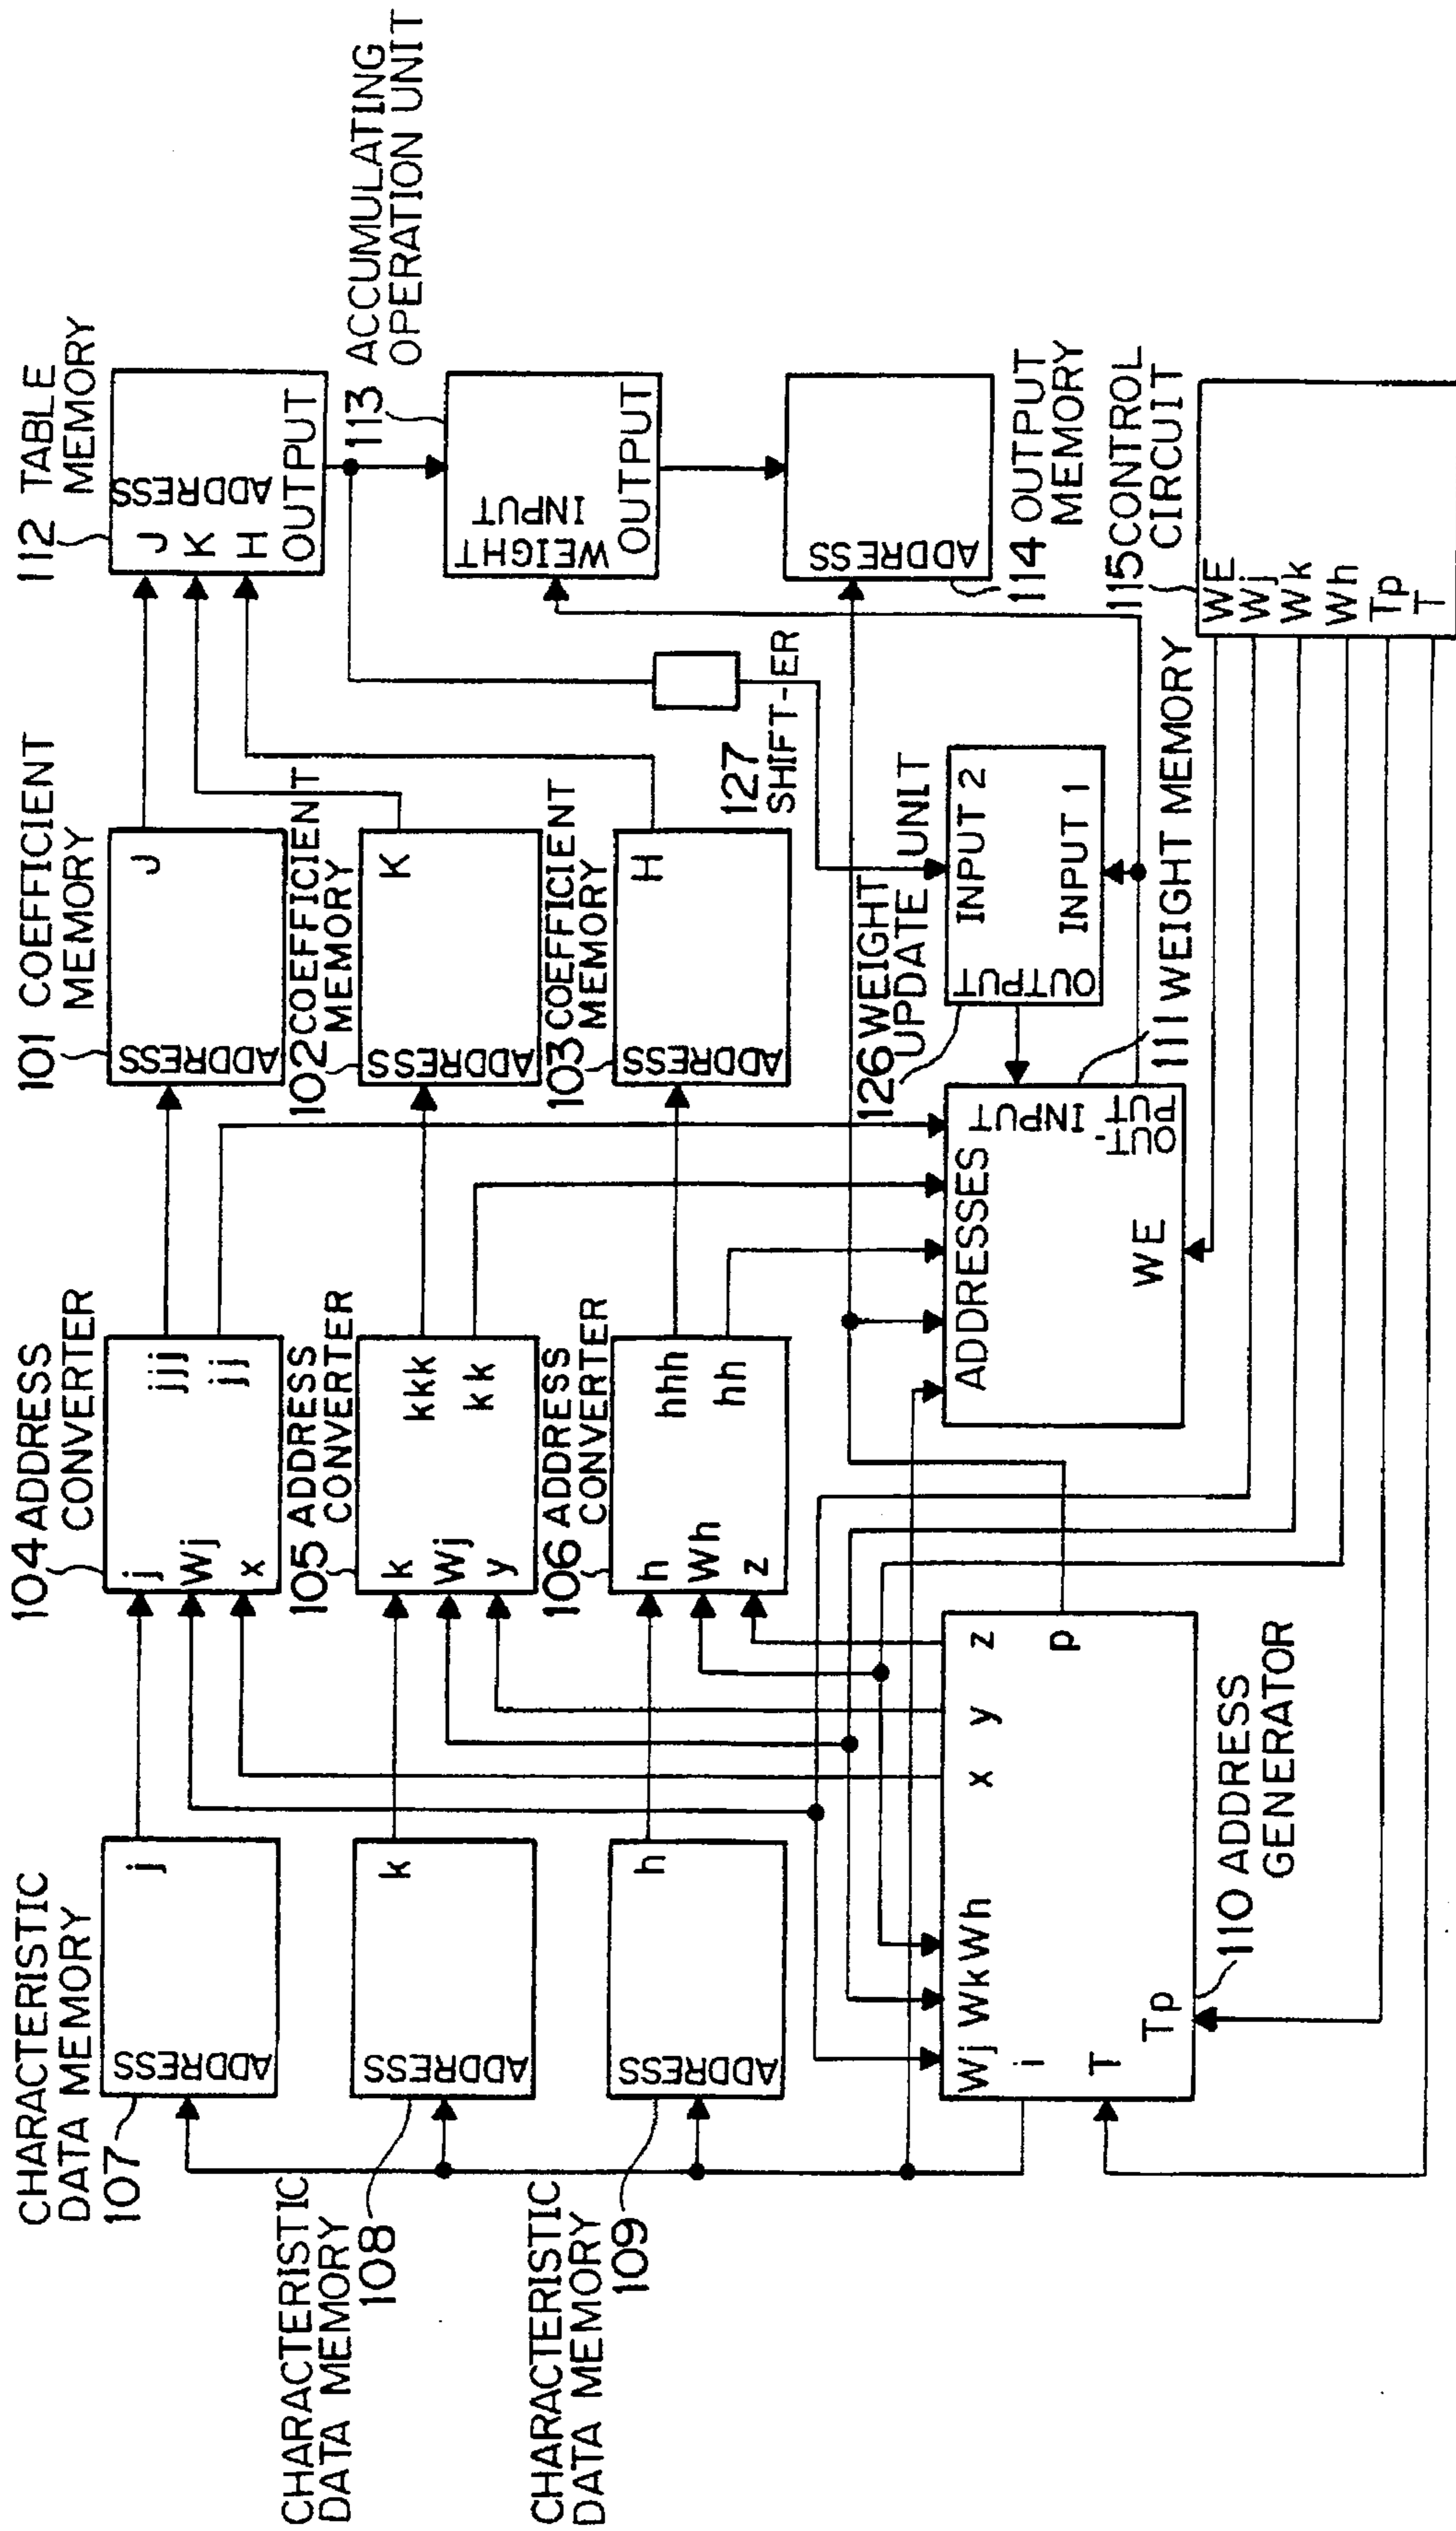 CHARACTERISTIC
DATA MEMORY
107
ADDRESS
j
CHARACTERISTIC
DATA MEMORY
108
ADDRESS
k
CHARACTERISTIC
DATA MEMORY
109
ADDRESS
h
104 ADDRESS
CONVERTER
j
Wj
x
jjj
jj
105 ADDRESS
CONVERTER
k
Wj
y
kkk
kk
106 ADDRESS
CONVERTER
h
Wh
z
hhh
hh
101 COEFFICIENT
MEMORY
ADDRESS
J
102 COEFFICIENT
MEMORY
ADDRESS
K
103 COEFFICIENT
MEMORY
ADDRESS
H
112 TABLE
MEMORY
J
K
H
ADDRESS
OUTPUT
113 ACCUMULATING
OPERATION UNIT
WEIGHT
INPUT
OUTPUT
114 OUTPUT
MEMORY
ADDRESS
127
SHIFT-ER
126 WEIGHT
UPDATE UNIT
INPUT 2
INPUT 1
OUTPUT
111 WEIGHT MEMORY
ADDRESSES
INPUT
OUT-
PUT
WE
110 ADDRESS
GENERATOR
Wj Wk Wh
x y z
i
p
T
Tp
115 CONTROL
CIRCUIT
WE
Wj
Wk
Wh
Tp
T